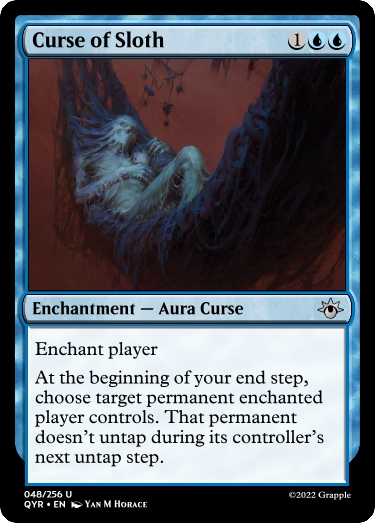 Curse of Sloth 1
Enchantment — Aura Curse
Enchant player
At the beginning of your end step,
choose target permanent enchanted
player controls. That permanent
doesn't untap during its controller's
next untap step.
048/256 U
QYR • EN Yan M Horace
©2022 Grapple